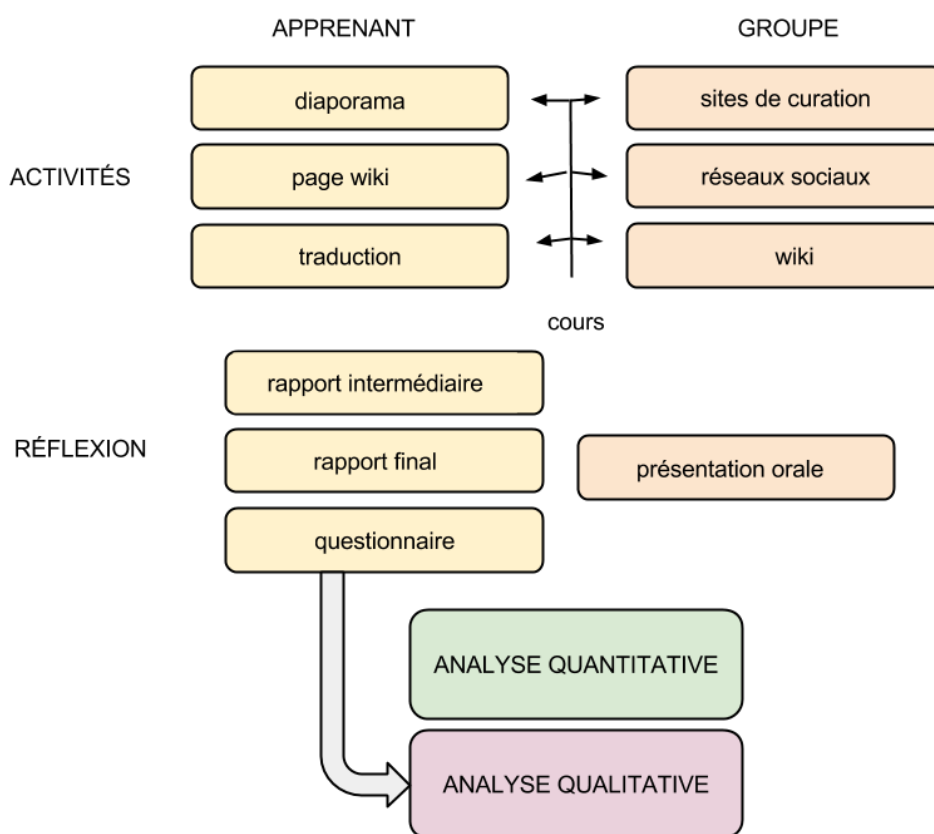 APPRENANT
GROUPE
diaporama
sites de curation
ACTIVITÉS
page wiki
réseaux sociaux
traduction
wiki
cours
rapport intermédiaire
RÉFLEXION
rapport final
présentation orale
questionnaire
ANALYSE QUANTITATIVE
ANALYSE QUALITATIVE